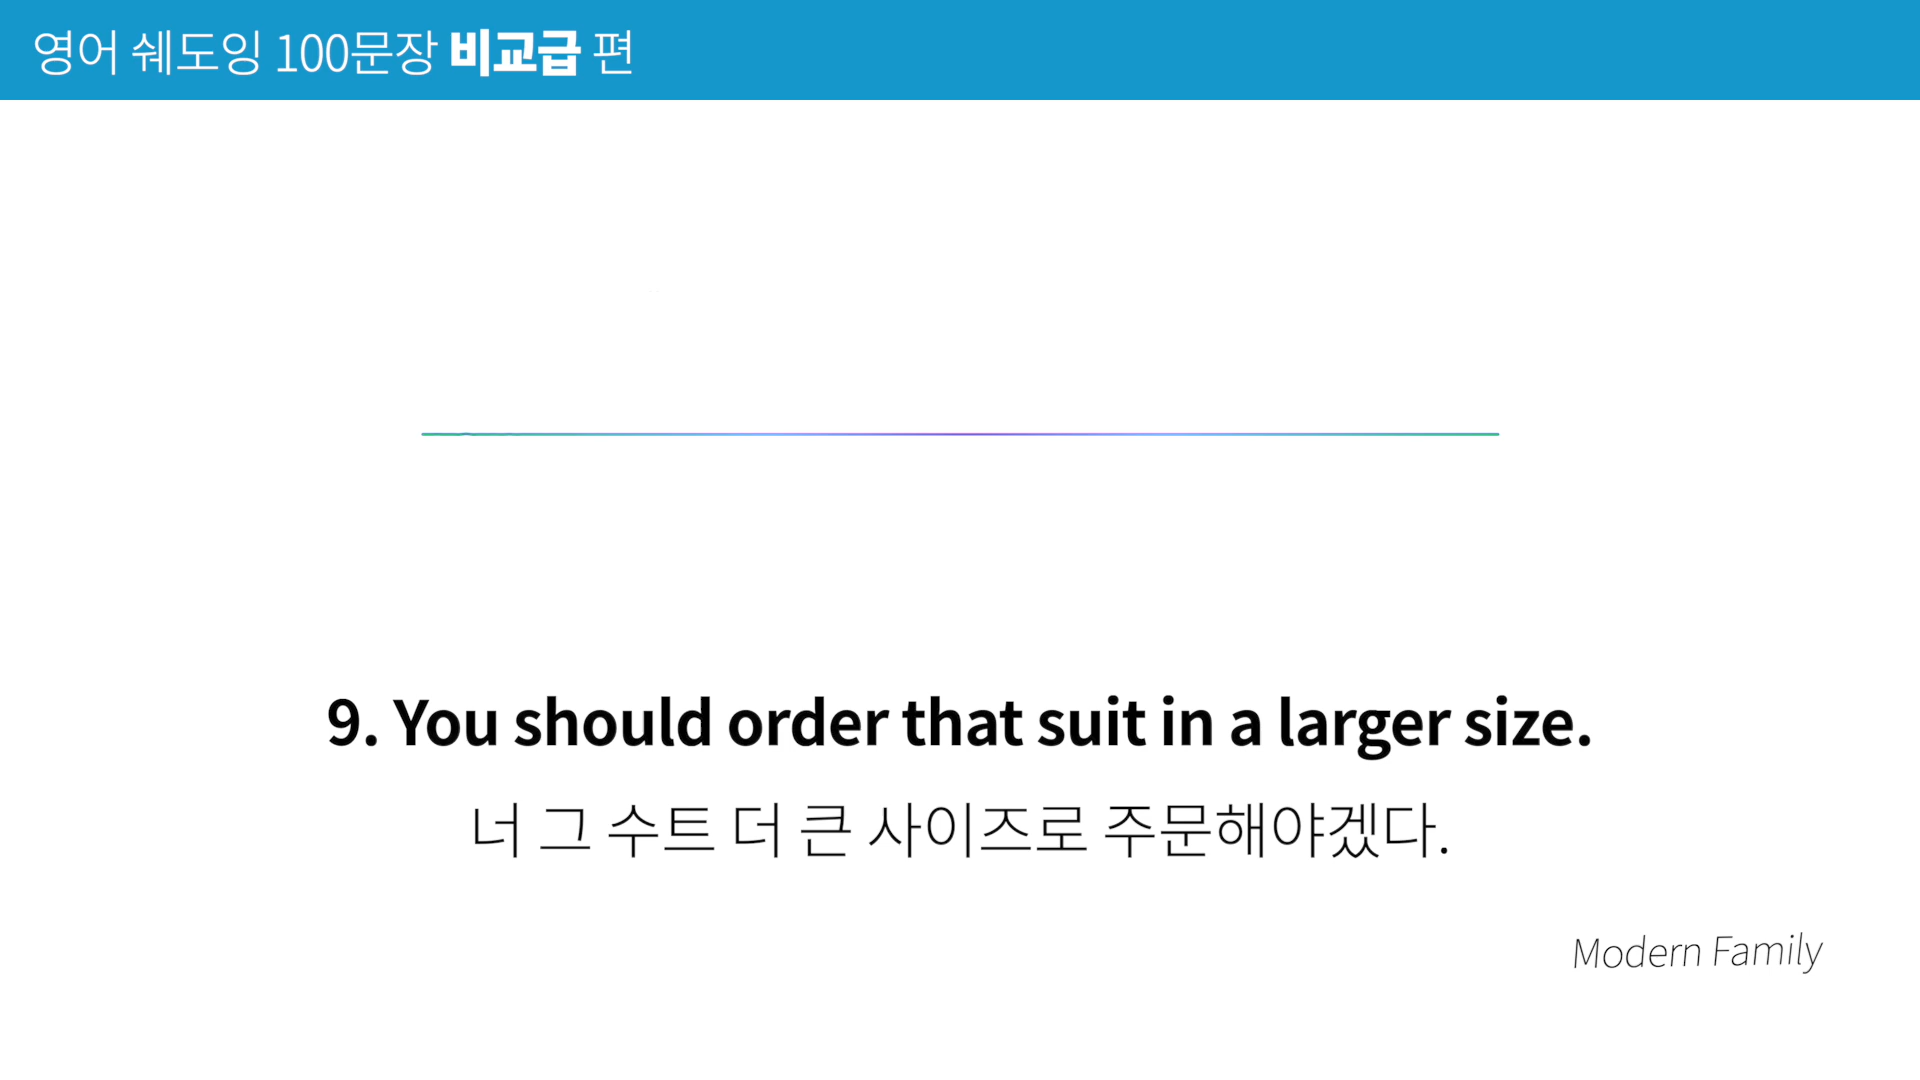 영어 쉐도잉 100문장 비교급 편
9. You should order that suit in a larger size.
너 그 수트 더 큰 사이즈로 주문해야겠다.
Modern Family